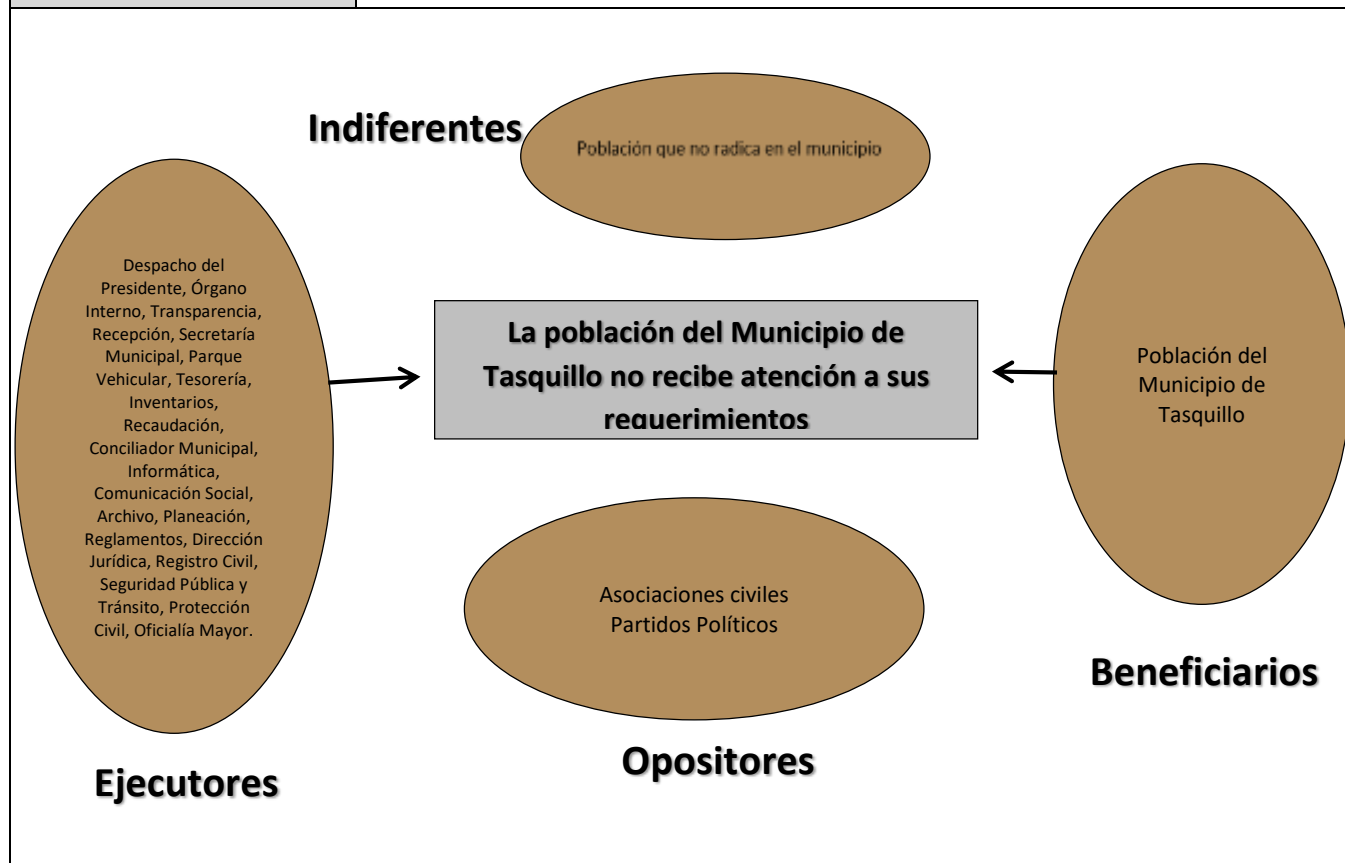 Indiferentes
Población que no radica en el municipio
Despacho del
Presidente, Órgano
Interno, Transparencia,
Recepción, Secretaría
Municipal, Parque
Vehicular, Tesorería,
Inventarios,
Recaudación,
Conciliador Municipal,
Informática,
Comunicación Social,
Archivo, Planeación,
Reglamentos, Dirección
Jurídica, Registro Civil,
Seguridad Pública y
Tránsito, Protección
Civil, Oficialía Mayor.
Ejecutores
La población del Municipio de
Tasquillo no recibe atención a sus
requerimientos
Población del
Municipio de
Tasquillo
Beneficiarios
Asociaciones civiles
Partidos Políticos
Opositores